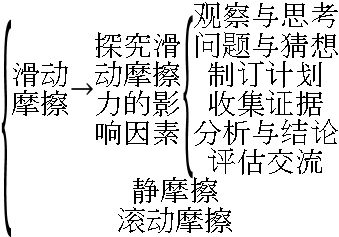 滑动
摩擦
→
探究滑
动摩擦
力的影
响因素
观察与思考
问题与猜想
制订计划
收集证据
分析与结论
评估交流
静摩擦
滚动摩擦